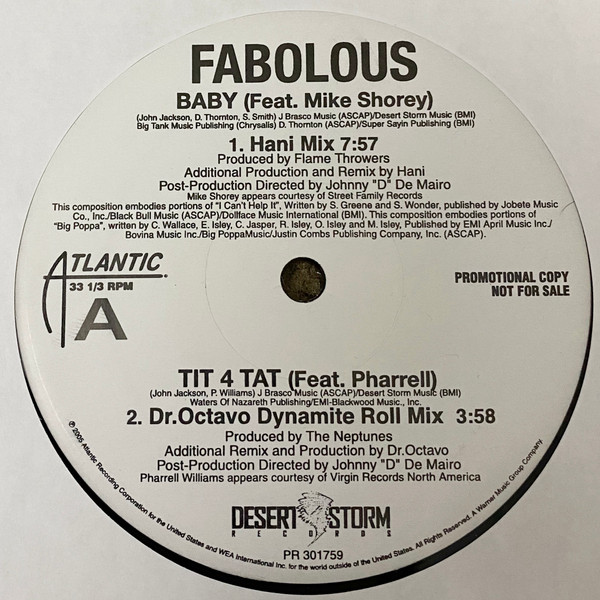 FABOLOUS
BABY (Feat. Mike Shorey)
(John Jackson, D. Thornton, S. Smith) J Brasco Music (ASCAP)/Desert Storm Music (BMI)
Big Tank Music Publishing (Chrysalis) D. Thornton (ASCAP)/Super Sayin Publishing (BMI)
1. Hani Mix 7:57
Produced by Flame Throwers
Additional Production and Remix by Hani
Post-Production Directed by Johnny "D" De Mairo
Mike Shorey appears courtesy of Street Family Records
This composition embodies portions of "I Can't Help It", Written by S. Greene and S. Wonder, published by Jobete Music
Co., Inc./Black Bull Music (ASCAP)/Dollface Music International (BMI). This composition embodies portions of
"Big Poppa", written by C. Wallace, E. Isley, C. Jasper, R. Isley, O. Isley and M. Isley, Published by EMI April Music Inc./
Bovina Music Inc./Big PoppaMusic/Justin Combs Publishing Company, Inc. (ASCAP).
ATLANTIC
33 1/3 RPM
A
PROMOTIONAL COPY
NOT FOR SALE
TIT 4 TAT (Feat. Pharrell)
(John Jackson, P. Williams) J Brasco Music (ASCAP)/Desert Storm Music (BMI)
Waters Of Nazareth Publishing/EMI-Blackwood Music., Inc.
2. Dr.Octavo Dynamite Roll Mix 3:58
Produced by The Neptunes
Additional Remix and Production by Dr.Octavo
Post-Production Directed by Johnny "D" De Mairo
Pharrell Williams appears courtesy of Virgin Records North America
DESERT STORM
RECORDS
PR 301759
℗ 2005 Atlantic Recording Corporation for the United States and WEA International Inc. for the world outside of the United States. All Rights Reserved. A Warner Music Group Company.